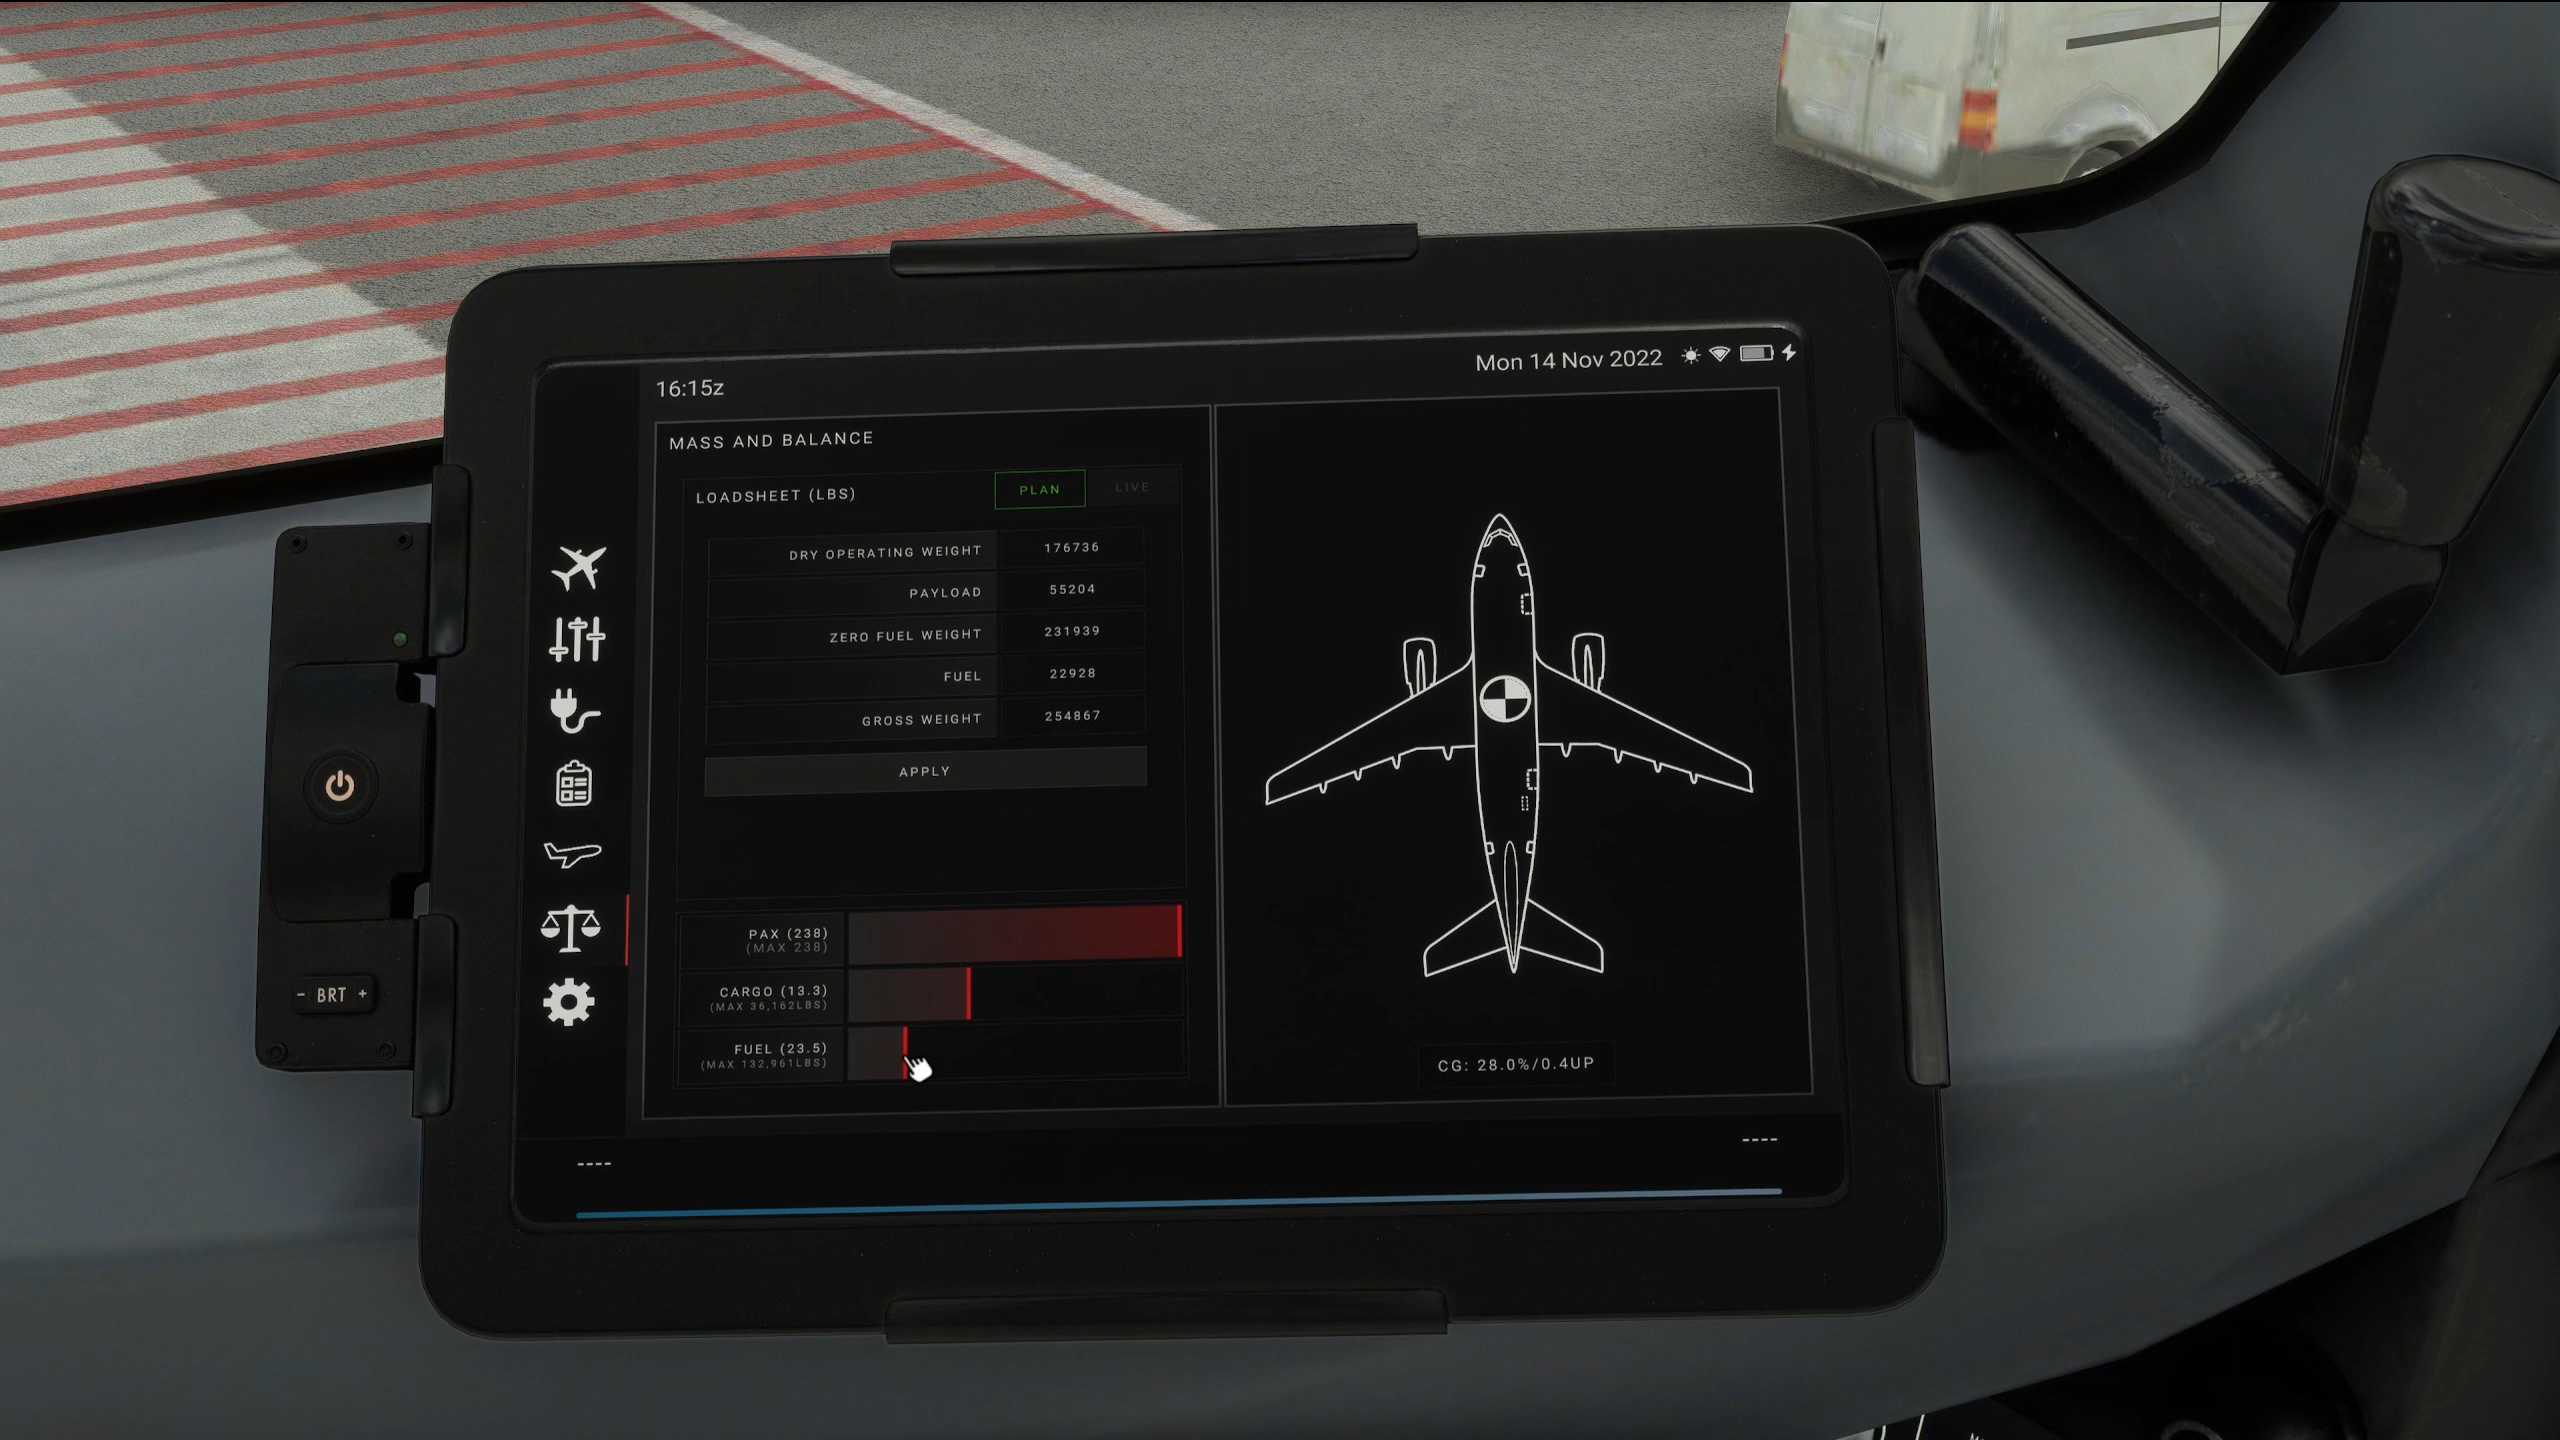 16:15z
Mon 14 Nov 2022
MASS AND BALANCE
LOADSHEET (LBS)
PLAN
LIVE
DRY OPERATING WEIGHT 176736
PAYLOAD 55204
ZERO FUEL WEIGHT 231939
FUEL 22928
GROSS WEIGHT 254867
APPLY
PAX (238)
(MAX 238)
CARGO (13.3)
(MAX 36,162LBS)
FUEL (23.5)
(MAX 132,961LBS)
CG: 28.0%/0.4UP
----
----
- BRT +